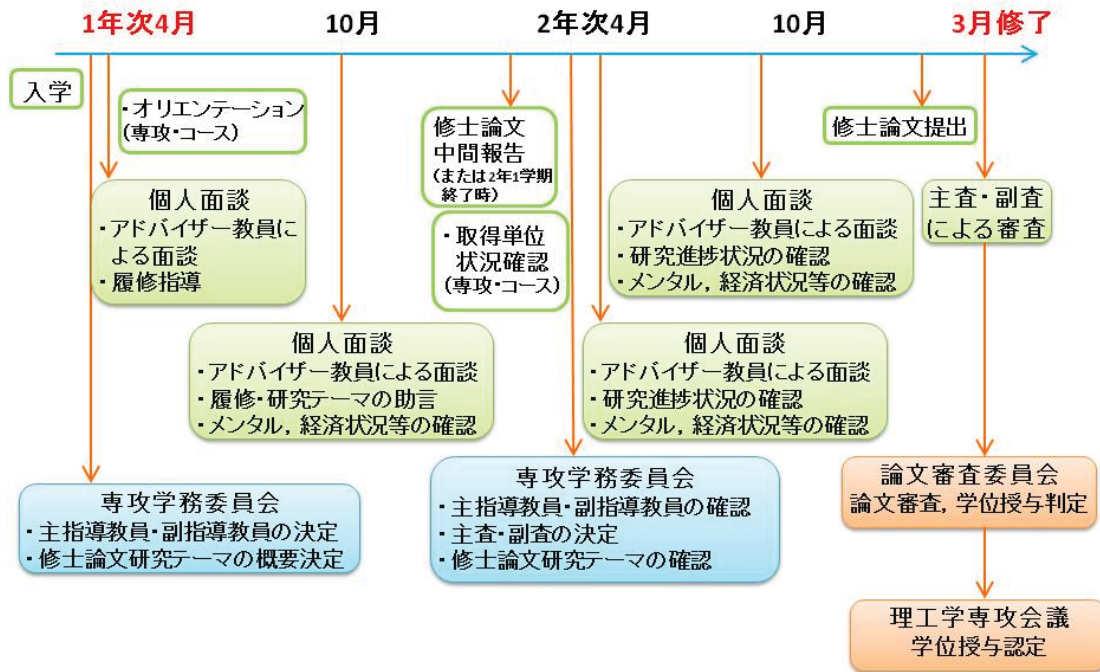 1年次4月
10月
2年次4月
10月
3月修了
入学
・オリエンテーション
(専攻・コース)
個人面談
・アドバイザー教員に
よる面談
・履修指導
個人面談
・アドバイザー教員による面談
・履修・研究テーマの助言
・メンタル，経済状況等の確認
専攻学務委員会
・主指導教員・副指導教員の決定
・修士論文研究テーマの概要決定
修士論文
中間報告
(または2年1学期
終了時)
・取得単位
状況確認
(専攻・コース)
個人面談
・アドバイザー教員による面談
・研究進捗状況の確認
・メンタル，経済状況等の確認
個人面談
・アドバイザー教員による面談
・研究進捗状況の確認
・メンタル，経済状況等の確認
専攻学務委員会
・主指導教員・副指導教員の確認
・主査・副査の決定
・修士論文研究テーマの確認
修士論文提出
主査・副査
による審査
論文審査委員会
論文審査，学位授与判定
理工学専攻会議
学位授与認定